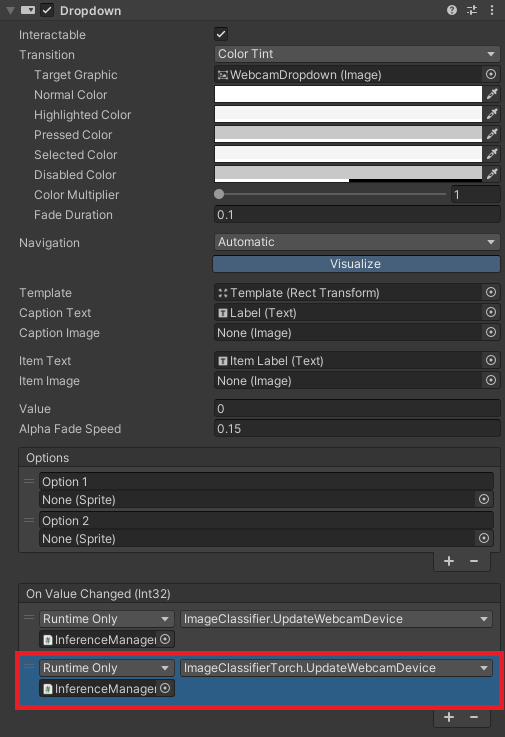 Dropdown
Interactable
Transition Color Tint
Target Graphic WebcamDropdown (Image)
Normal Color
Highlighted Color
Pressed Color
Selected Color
Disabled Color
Color Multiplier 1
Fade Duration 0.1
Navigation Automatic
Visualize
Template Template (Rect Transform)
Caption Text Label (Text)
Caption Image None (Image)
Item Text Item Label (Text)
Item Image None (Image)
Value 0
Alpha Fade Speed 0.15
Options
Option 1
None (Sprite)
Option 2
None (Sprite)
On Value Changed (Int32)
Runtime Only ImageClassifier.UpdateWebcamDevice
InferenceManager
Runtime Only ImageClassifierTorch.UpdateWebcamDevice
InferenceManager